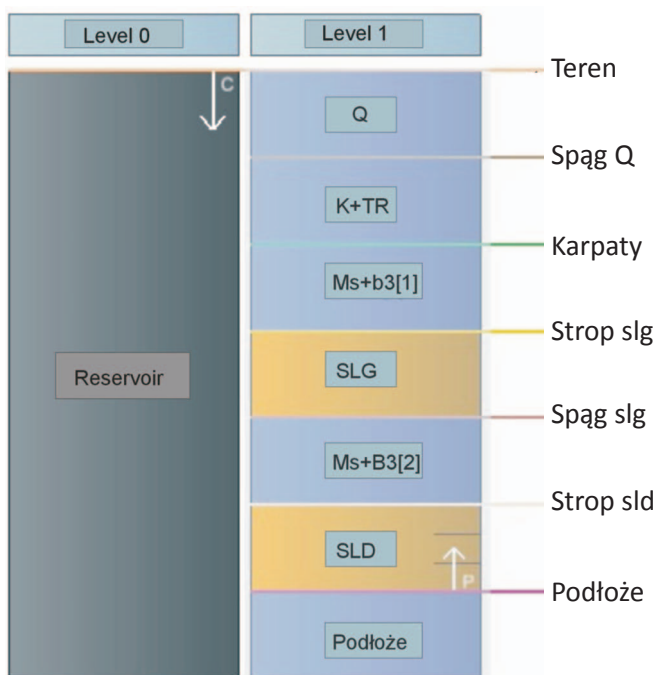 Level 0
Level 1
Teren
C
Q
Spąg Q
K+TR
Karpaty
Ms+b3[1]
Strop slg
Reservoir
SLG
Spąg slg
Ms+B3[2]
Strop sld
SLD
P
Podłoże
Podłoże